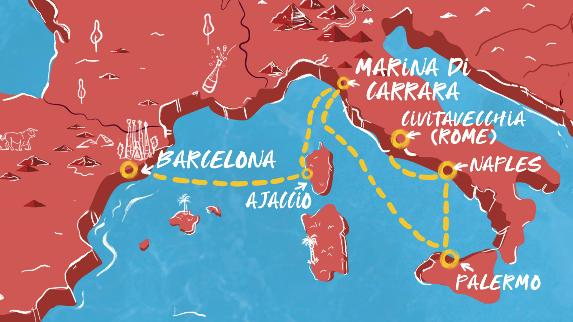 MARINA Di
CARRARA
CIVITAVECCHIA
(ROME)
BARCELONA
NAPLES
AJACCIO
PALERMO